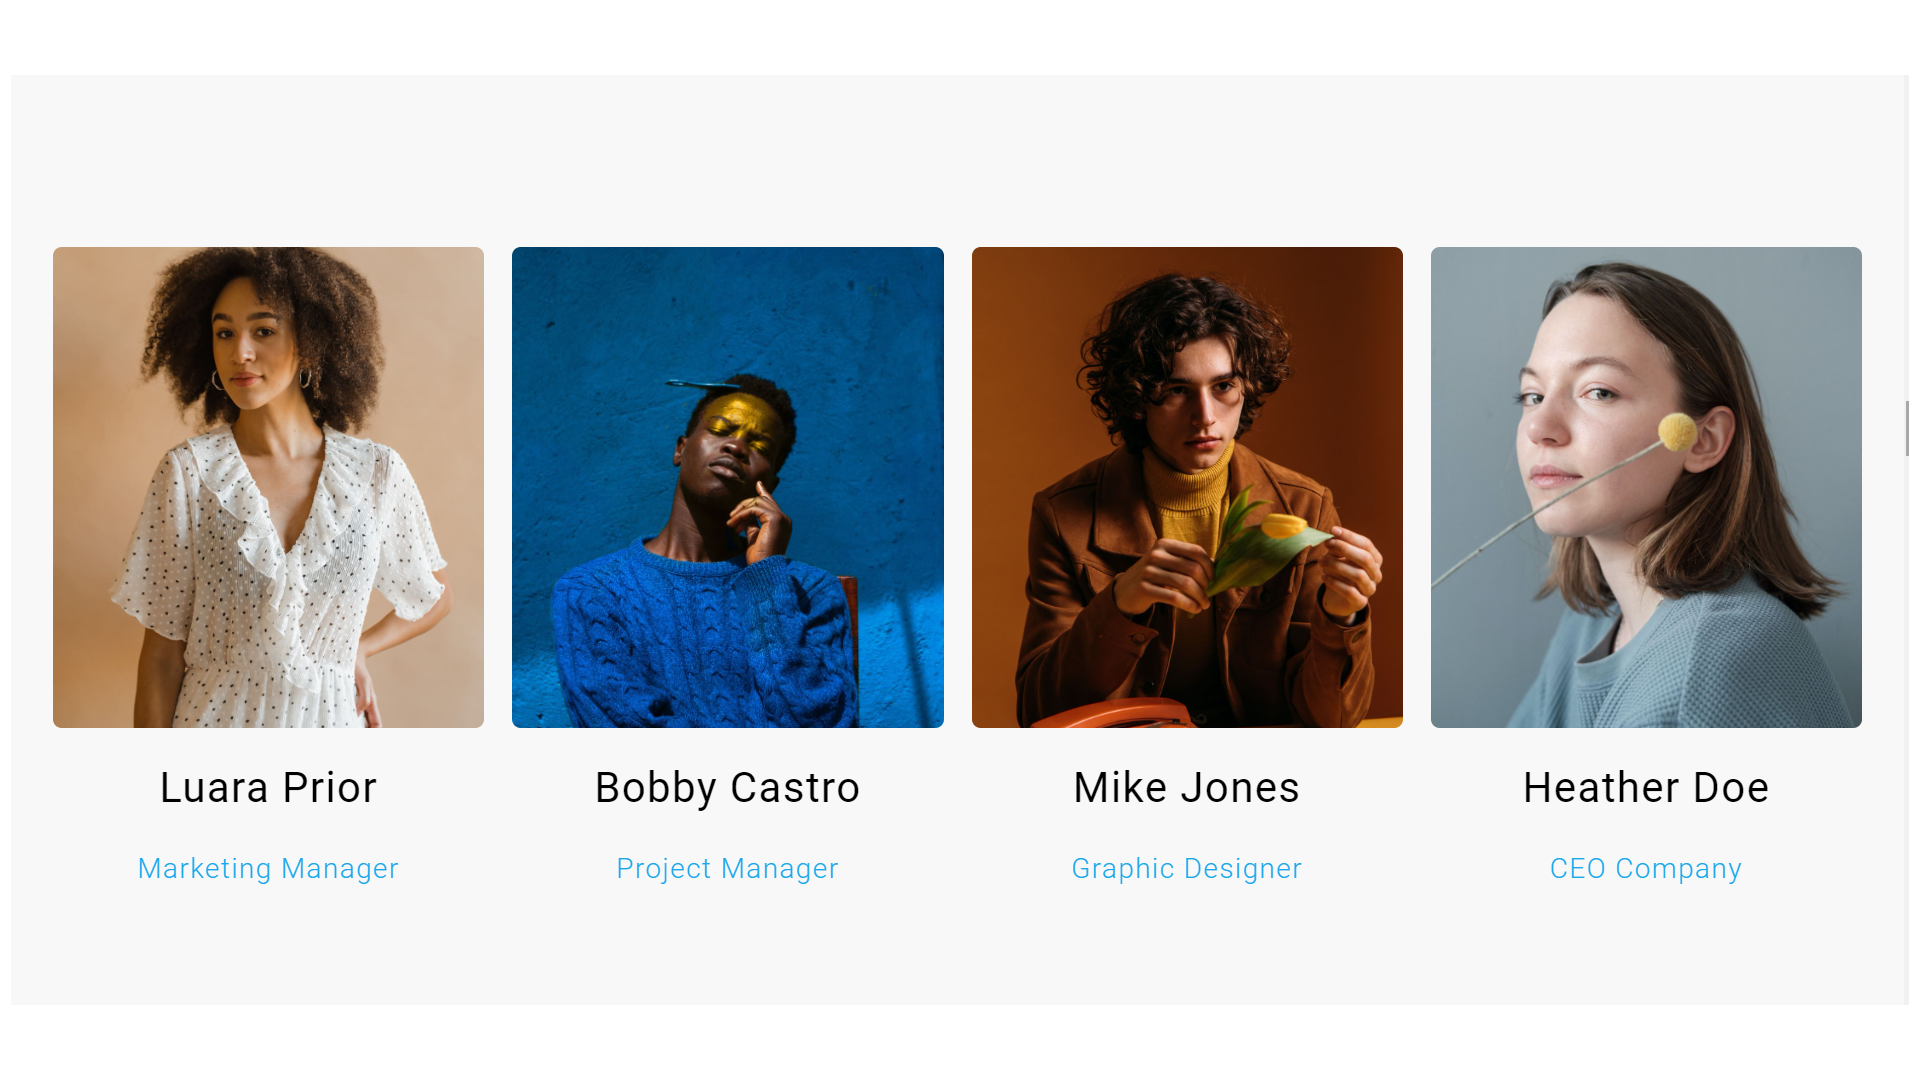 Luara Prior
Marketing Manager
Bobby Castro
Project Manager
Mike Jones
Graphic Designer
Heather Doe
CEO Company